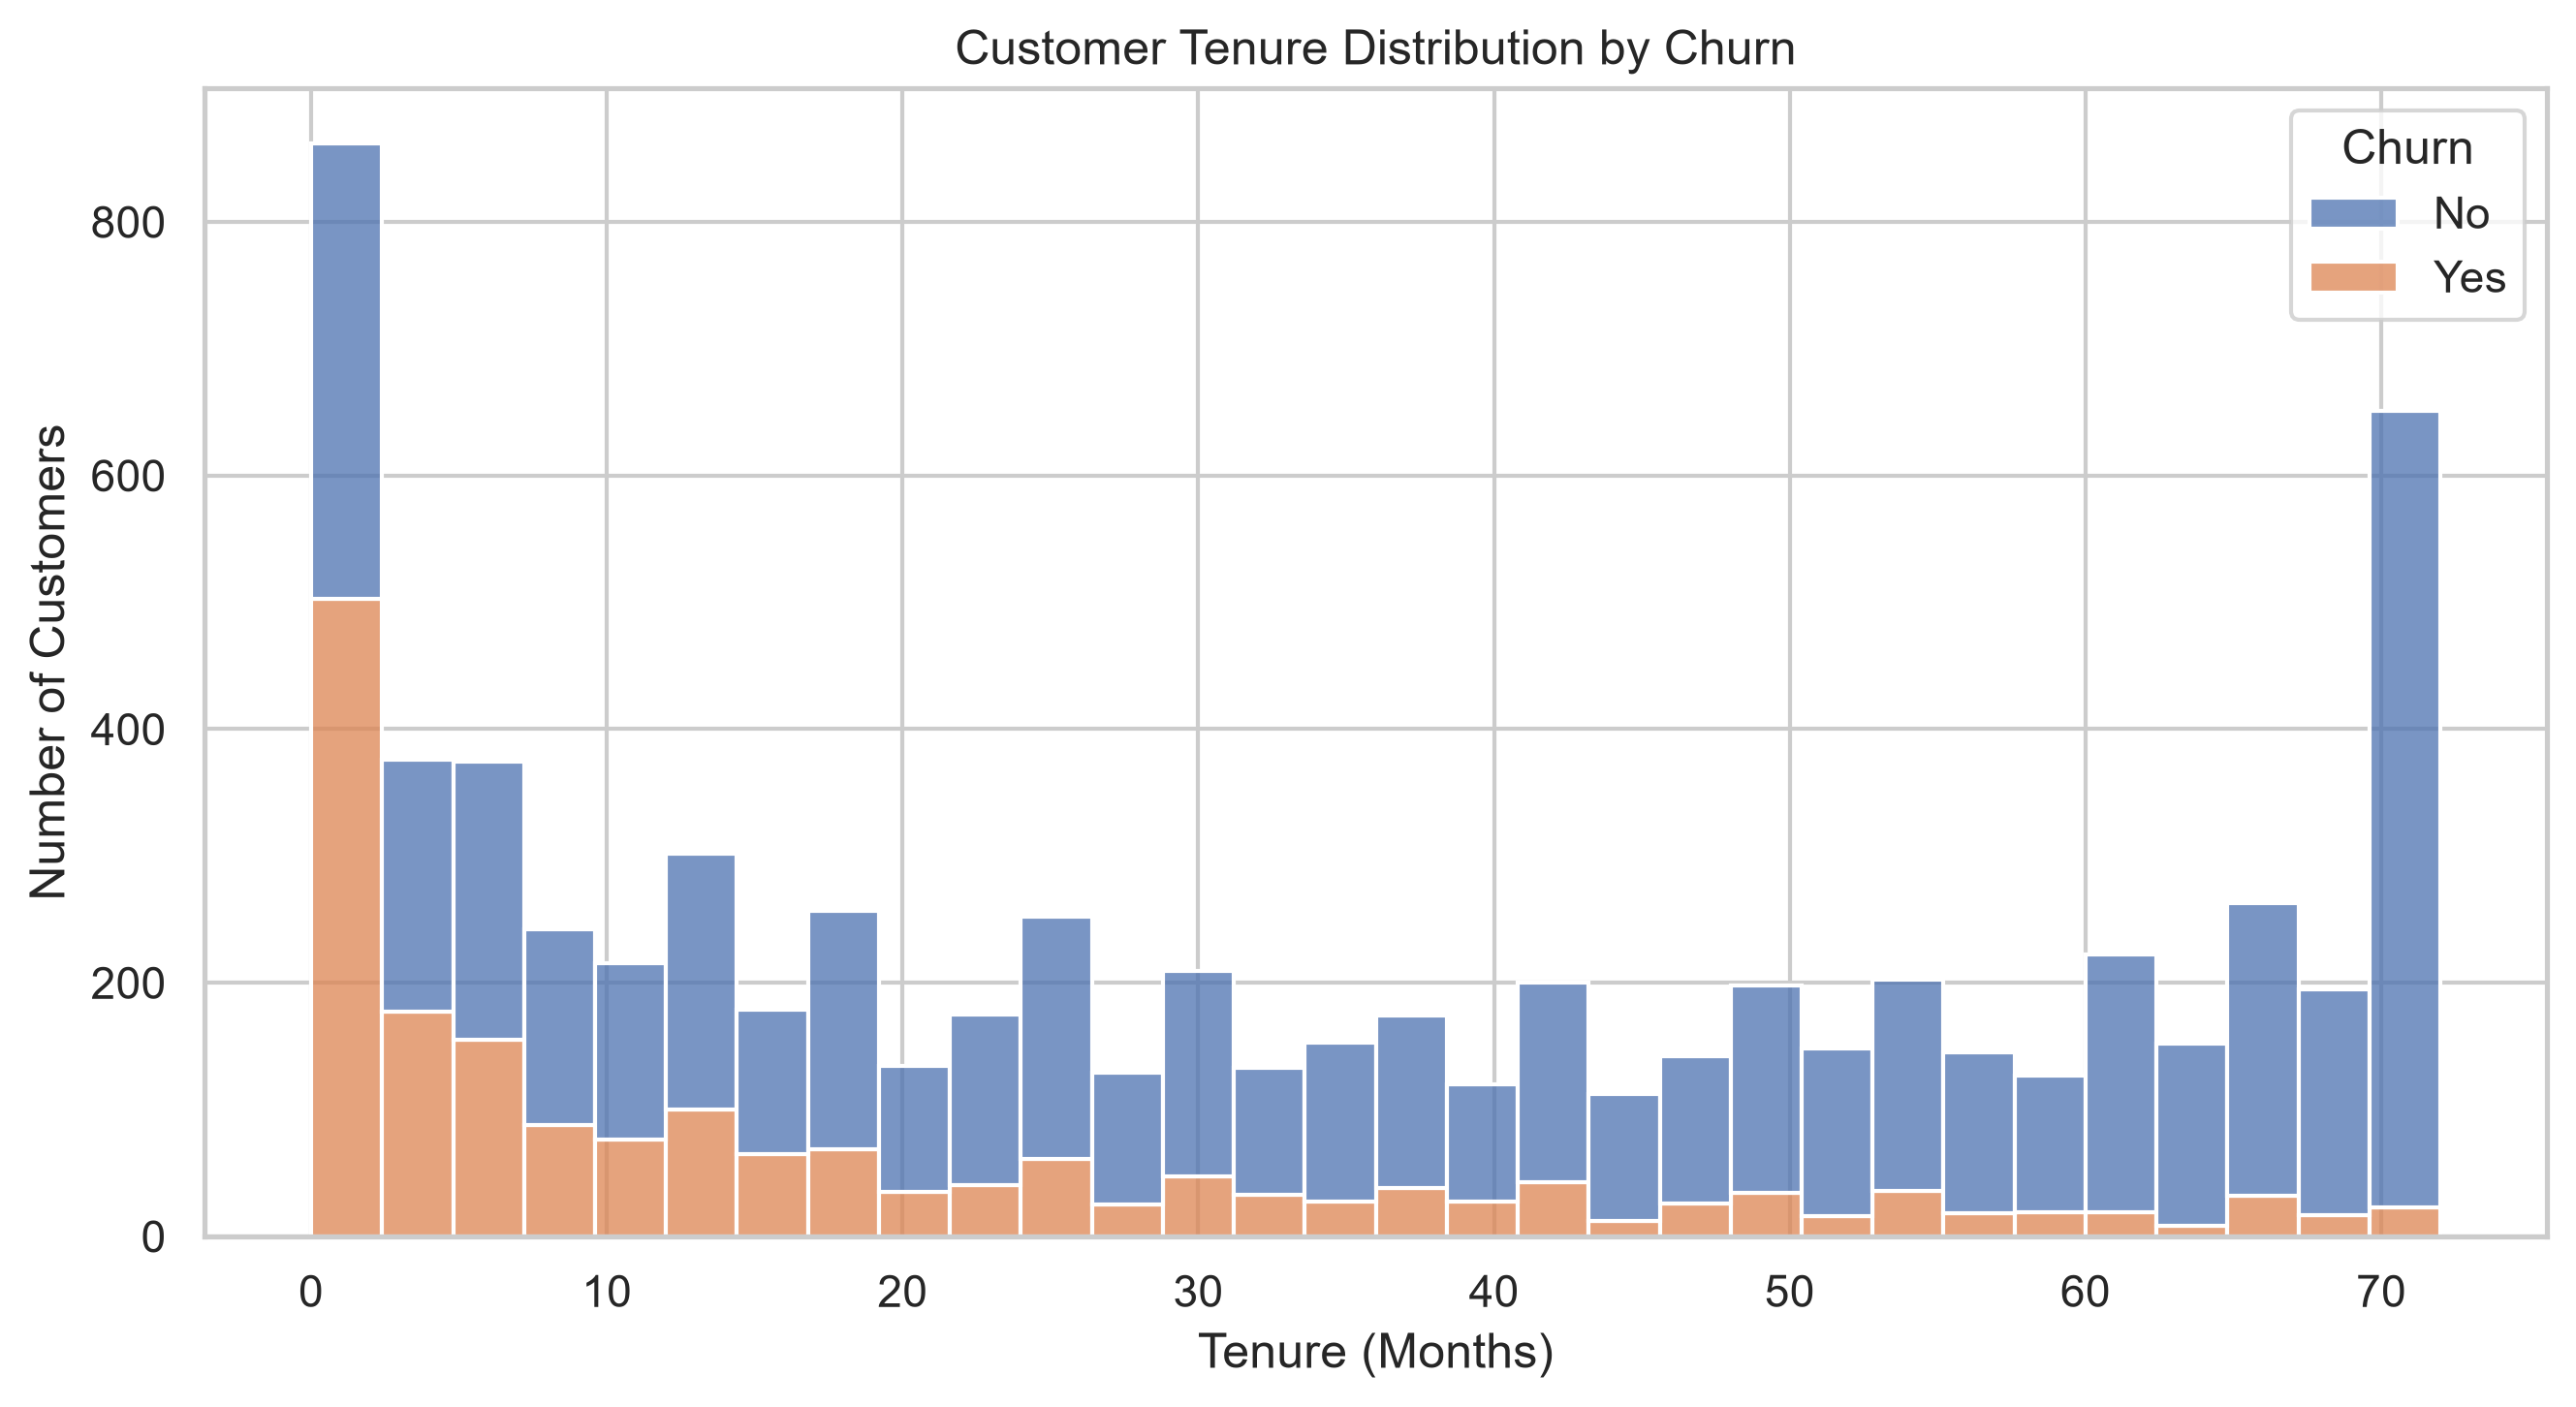 Customer Tenure Distribution by Churn
Churn
No
Yes
Number of Customers
800
600
400
200
0
0 10 20 30 40 50 60 70
Tenure (Months)